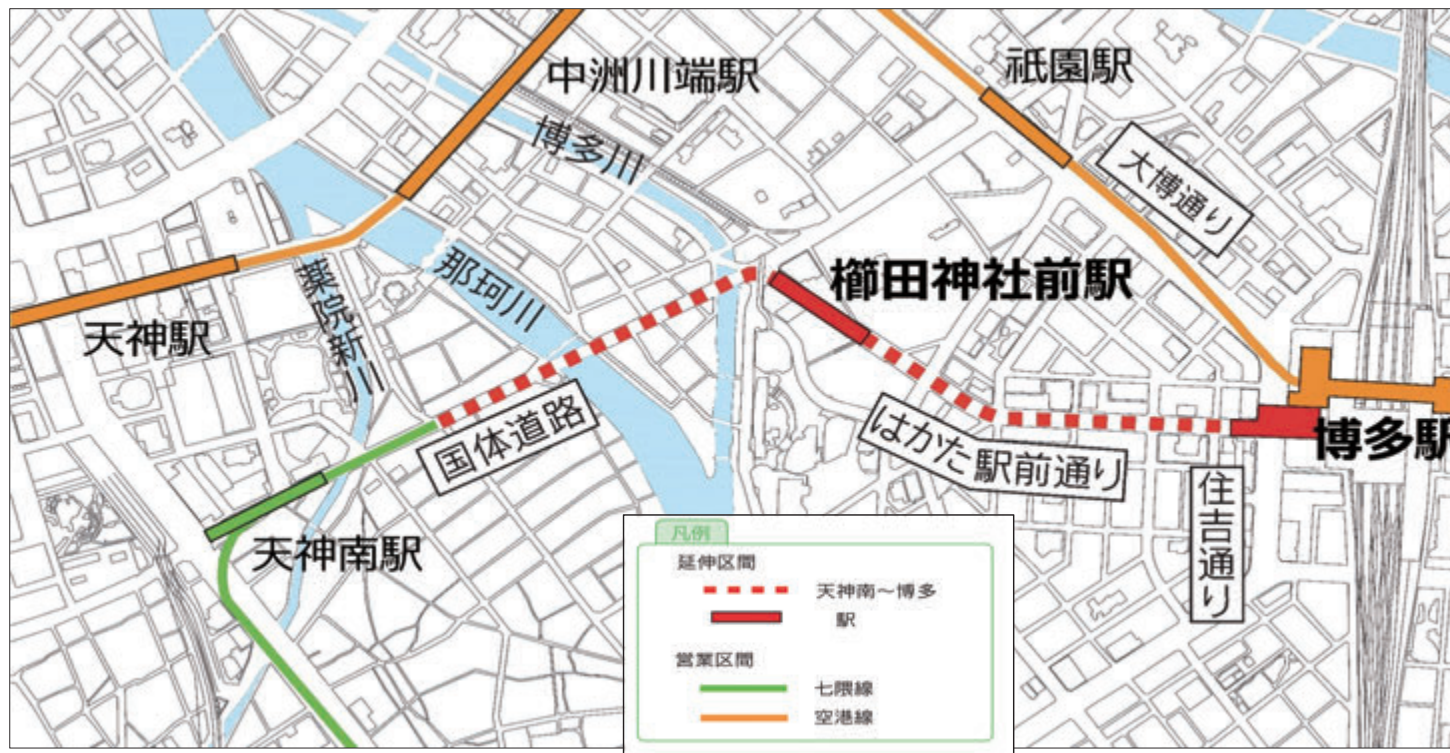 中洲川端駅
祇園駅
博多川
大博通り
櫛田神社前駅
那珂川
薬院新川
天神駅
国体道路
はかた駅前通り
博多駅
住吉通り
天神南駅
凡例
延伸区間
天神南～博多
駅
営業区間
七隈線
空港線